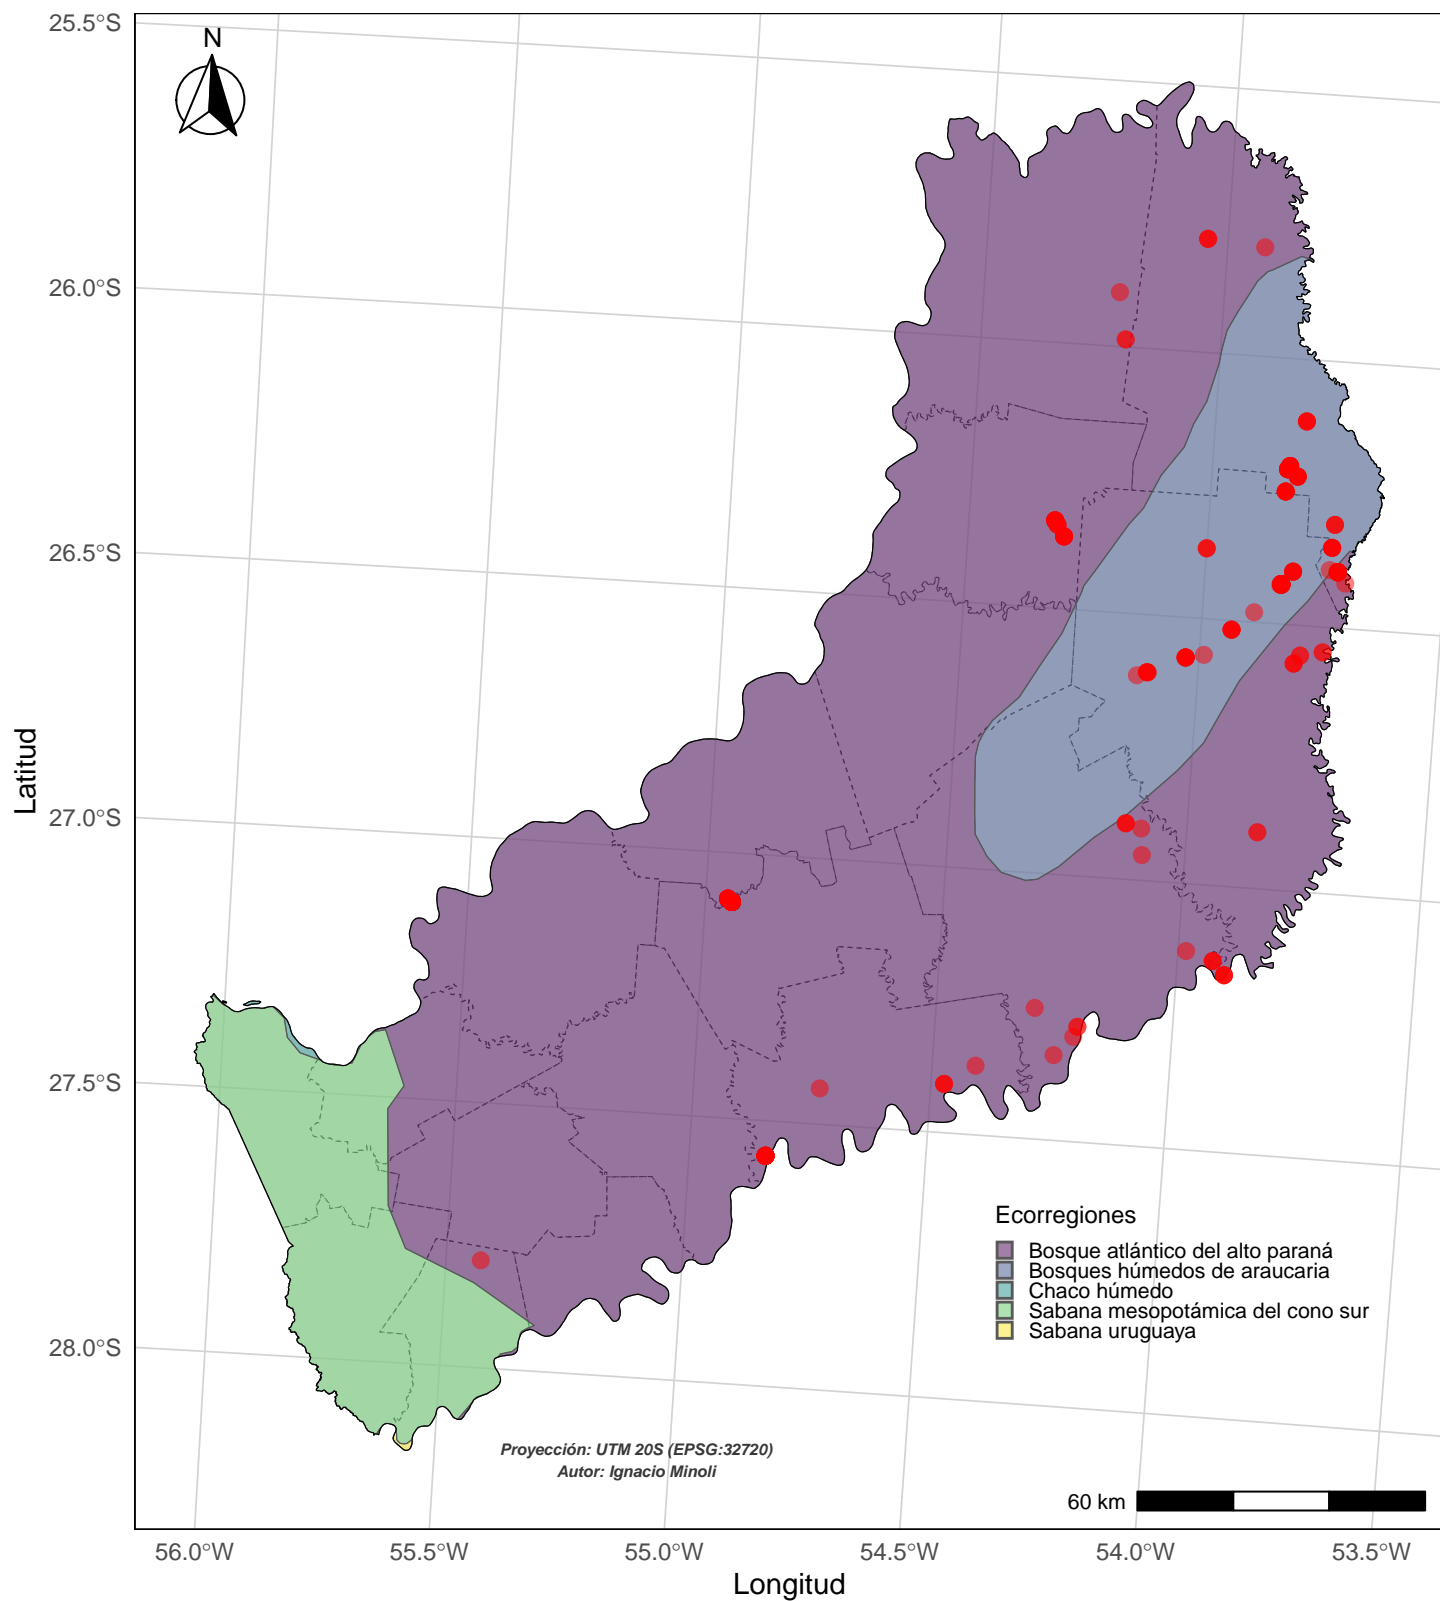 25.5°S
N
26.0°S
26.5°S
Latitud
27.0°S
27.5°S
Ecorregiones
Bosque atlántico del alto paraná
Bosques húmedos de araucaria
Chaco húmedo
Sabana mesopotámica del cono sur
Sabana uruguaya
28.0°S
Proyección: UTM 20S (EPSG:32720)
Autor: Ignacio Minoli
60 km
56.0°W 55.5°W 55.0°W 54.5°W 54.0°W 53.5°W
Longitud